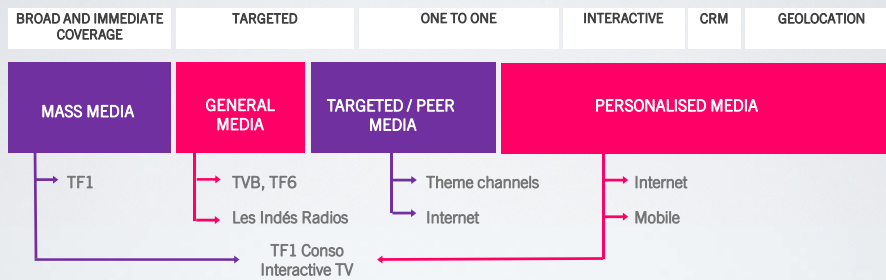 BROAD AND IMMEDIATE
COVERAGE
TARGETED
ONE TO ONE
INTERACTIVE
CRM
GEOLOCATION
MASS MEDIA
GENERAL
MEDIA
TARGETED / PEER
MEDIA
PERSONALISED MEDIA
TF1
TVB, TF6
Theme channels
Internet
Les Indés Radios
Internet
Mobile
TF1 Conso
Interactive TV